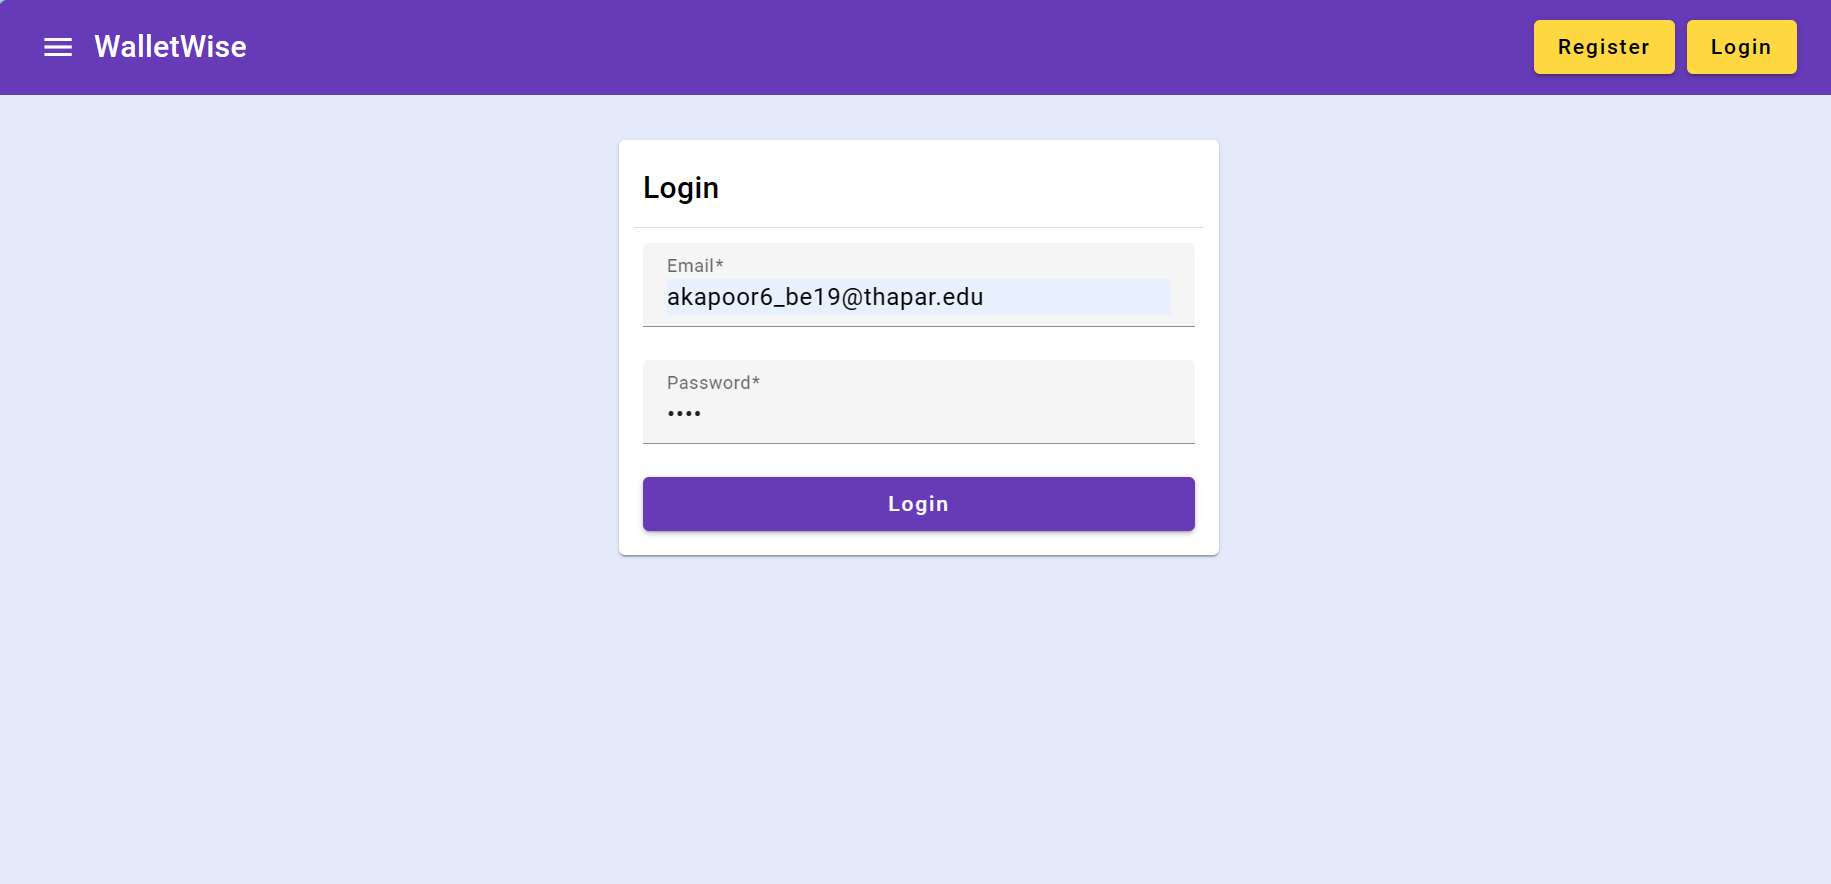 WalletWise
Register
Login
Login
Email*
akapoor6_be19@thapar.edu
Password*
••••
Login